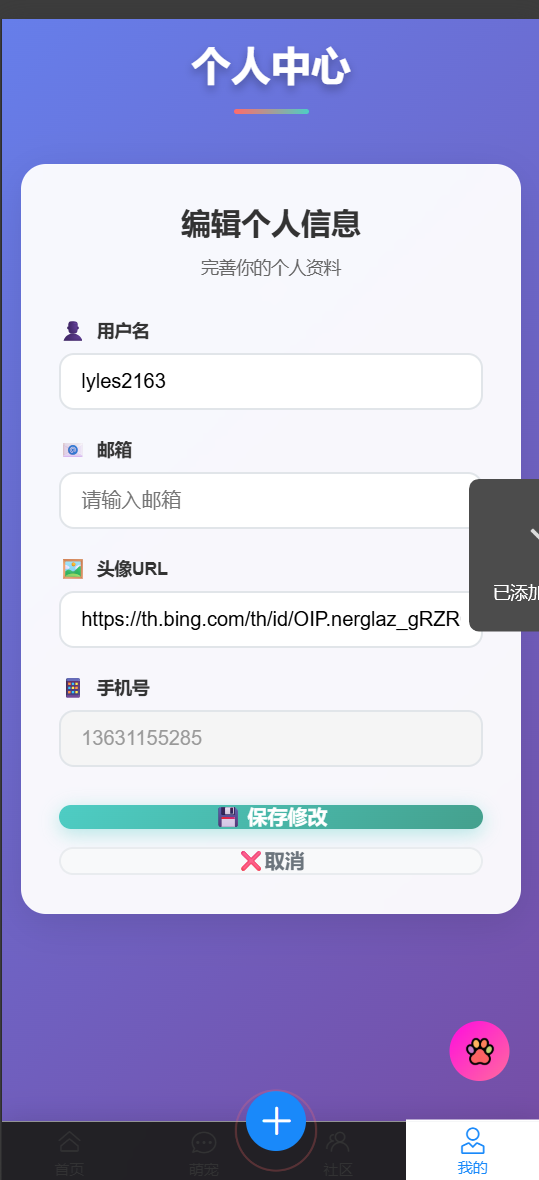 个人中心
编辑个人信息
完善你的个人资料
用户名
lyles2163
邮箱
请输入邮箱
已添加
头像URL
https://th.bing.com/th/id/OIP.nerglaz_gRZR
手机号
13631155285
保存修改
取消
首页
萌宠
社区
我的